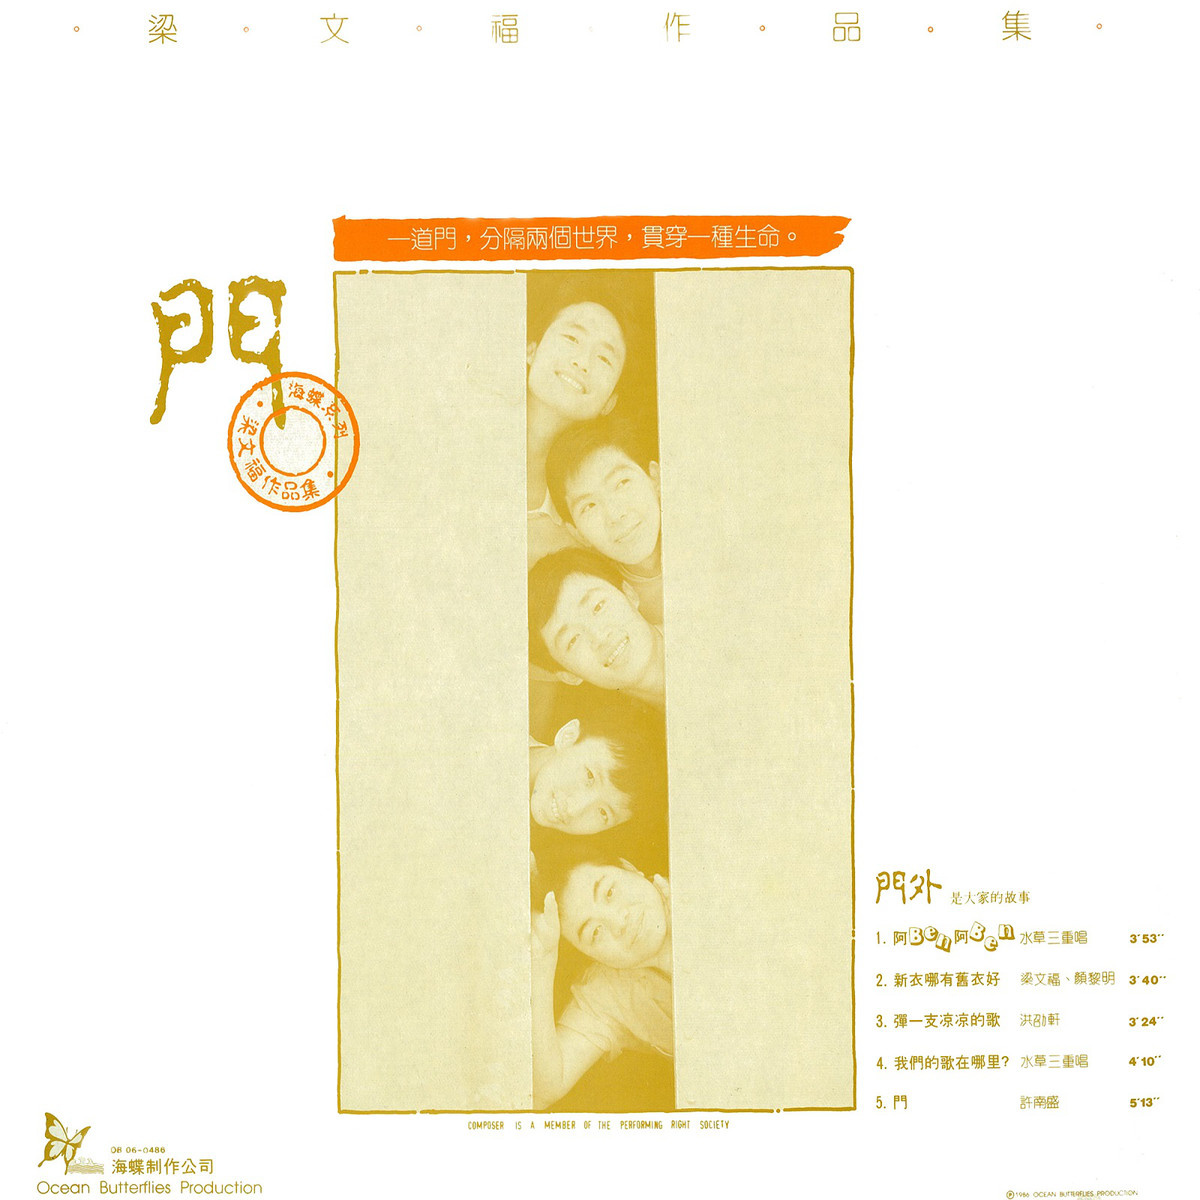 · 梁 · 文 · 福 · 作 · 品 · 集 ·
一道門，分隔兩個世界，貫穿一種生命。
門
海蝶系列
梁文福作品集
門外 是大家的故事
1. 阿Ben阿Ben 水草三重唱 3'53''
2. 新衣哪有舊衣好 梁文福、顏黎明 3'40''
3. 彈一支凉凉的歌 洪劭軒 3'24''
4. 我們的歌在哪里? 水草三重唱 4'10''
5. 門 許南盛 5'13''
COMPOSER IS A MEMBER OF THE PERFORMING RIGHT SOCIETY
OB 06-0486
海蝶制作公司
Ocean Butterflies Production
℗1986 OCEAN BUTTERFLIES PRODUCTION